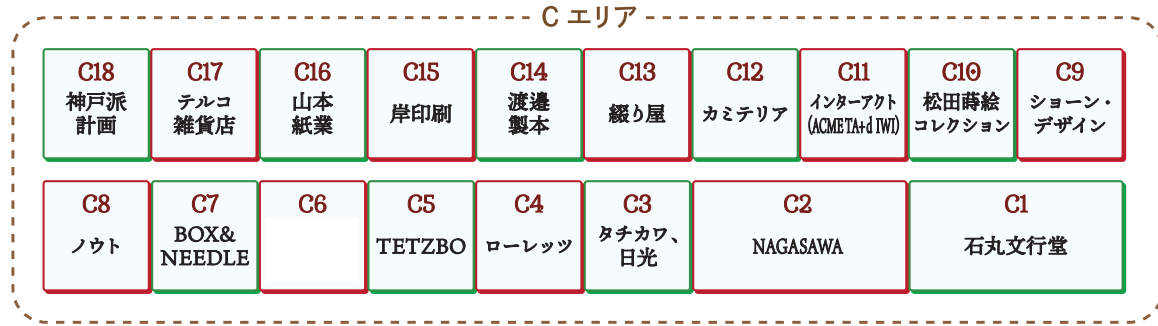 C エリア
C18
神戸派
計画
C17
テルコ
雑貨店
C16
山本
紙業
C15
岸印刷
C14
渡邉
製本
C13
綴り屋
C12
カミテリア
C11
インターアクト
(ACME TA+d IWI)
C10
松田蒔絵
コレクション
C9
ショーン・
デザイン
C8
ノウト
C7
BOX&
NEEDLE
C6
C5
TETZBO
C4
ローレッツ
C3
タチカワ、
日光
C2
NAGASAWA
C1
石丸文行堂